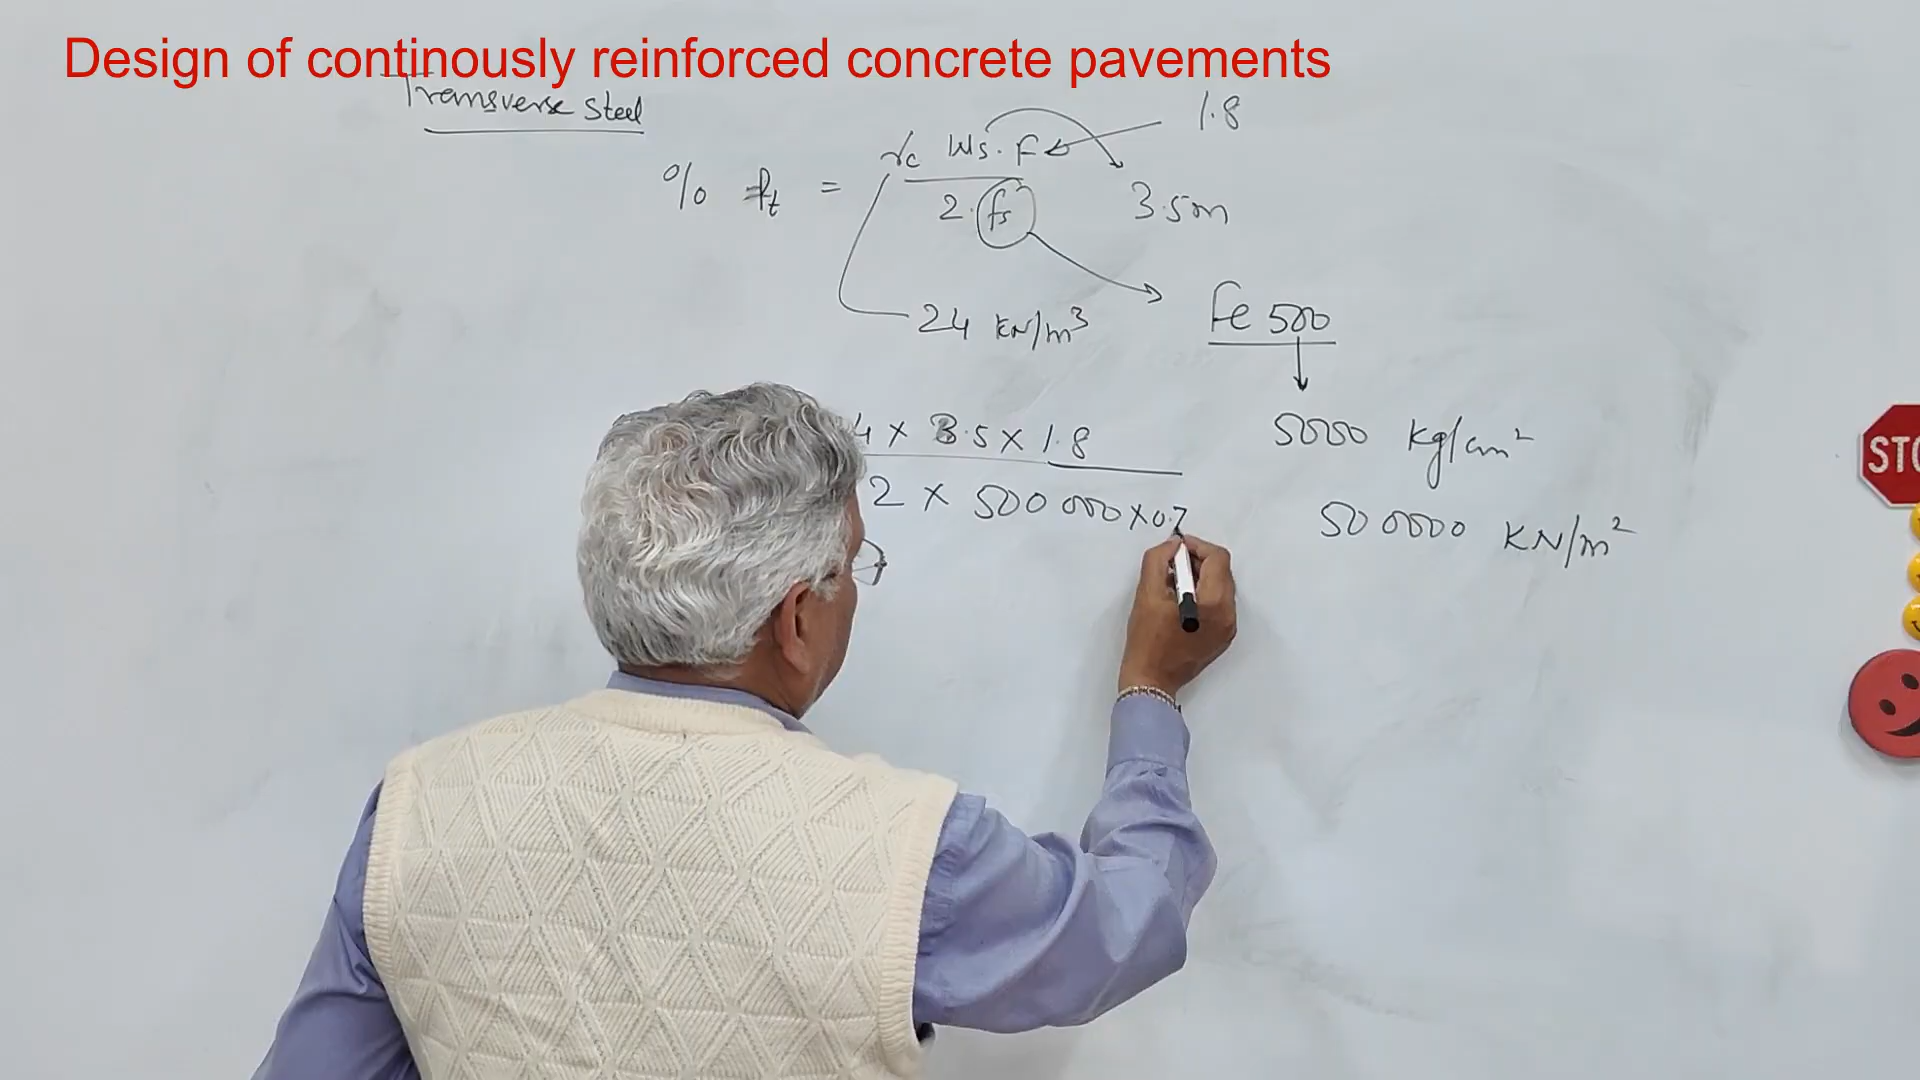 Design of continously reinforced concrete pavements
Transverse Steel
1.8
% Pt = γc Ws. F
2. fs
3.5m
24 KN/m³
Fe 500
5000 Kg/cm²
4 × 3.5 × 1.8
2 × 500 000 × 0.7
50 0000 KN/m²
STO